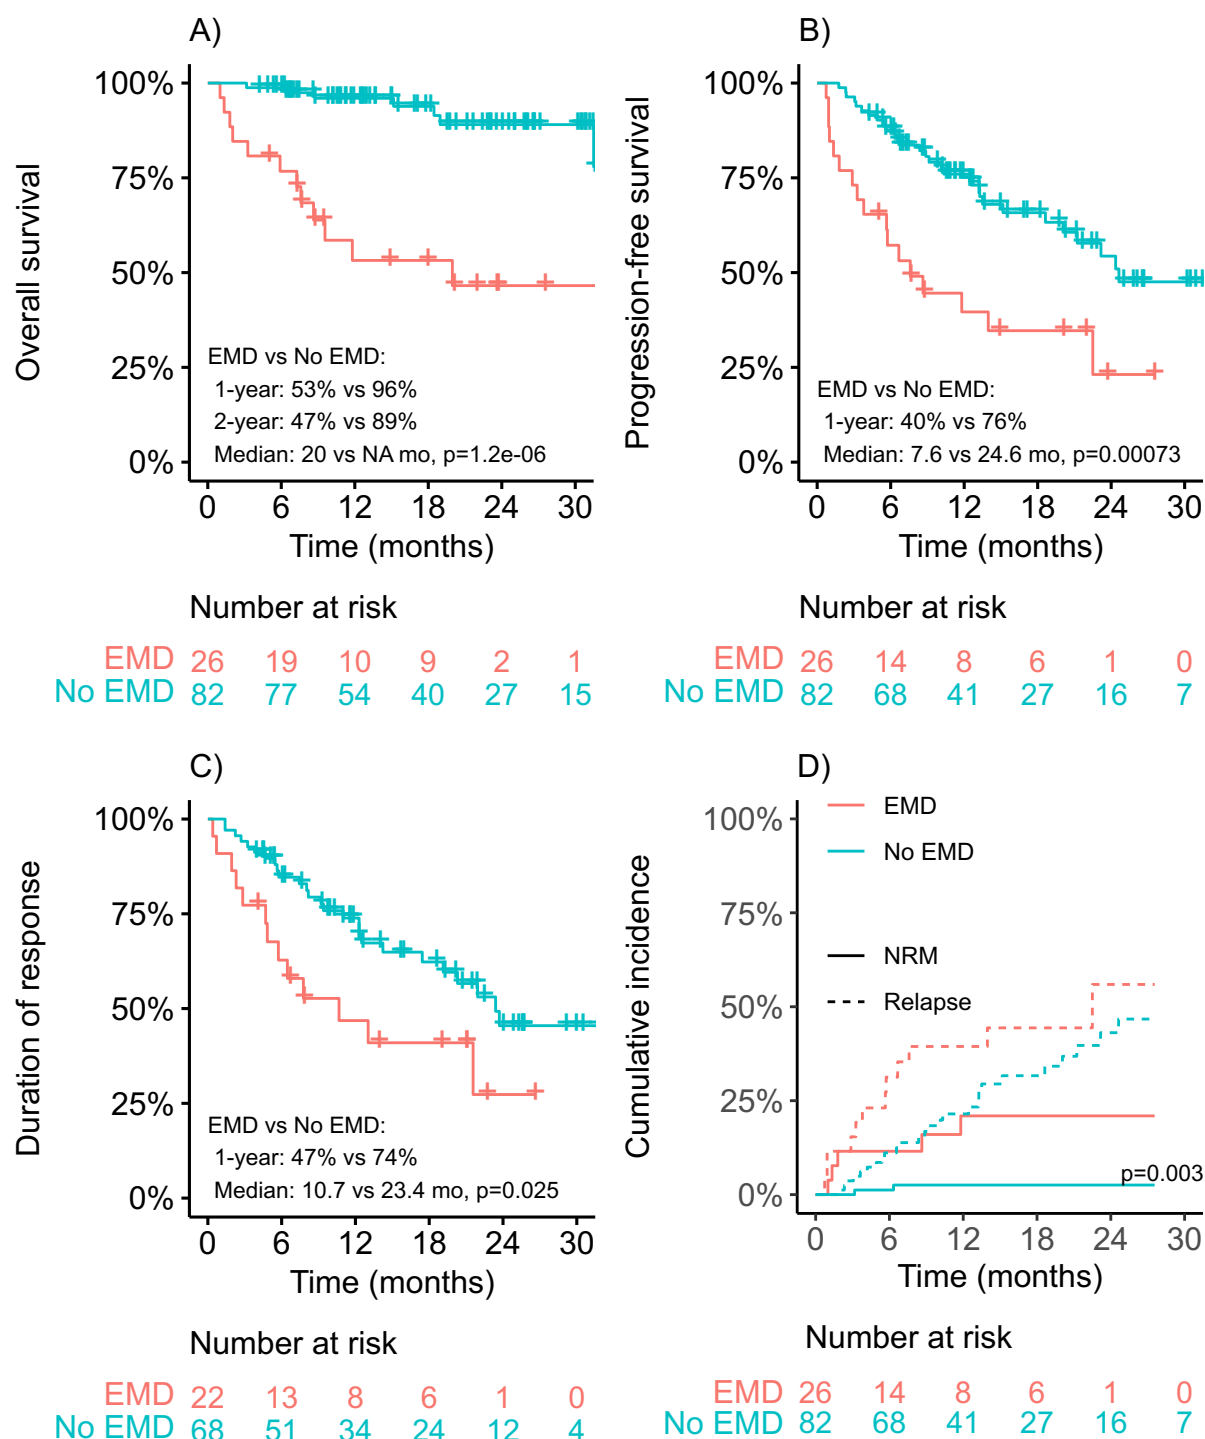 A)
Overall survival
100%
75%
50%
25%
0%
EMD vs No EMD:
1-year: 53% vs 96%
2-year: 47% vs 89%
Median: 20 vs NA mo, p=1.2e-06
0 6 12 18 24 30
Time (months)
Number at risk
EMD 26 19 10 9 2 1
No EMD 82 77 54 40 27 15
B)
Progression-free survival
100%
75%
50%
25%
0%
EMD vs No EMD:
1-year: 40% vs 76%
Median: 7.6 vs 24.6 mo, p=0.00073
0 6 12 18 24 30
Time (months)
Number at risk
EMD 26 14 8 6 1 0
No EMD 82 68 41 27 16 7
C)
Duration of response
100%
75%
50%
25%
0%
EMD vs No EMD:
1-year: 47% vs 74%
Median: 10.7 vs 23.4 mo, p=0.025
0 6 12 18 24 30
Time (months)
Number at risk
EMD 22 13 8 6 1 0
No EMD 68 51 34 24 12 4
D)
Cumulative incidence
100%
75%
50%
25%
0%
EMD
No EMD
NRM
Relapse
p=0.003
0 6 12 18 24 30
Time (months)
Number at risk
EMD 26 14 8 6 1 0
No EMD 82 68 41 27 16 7